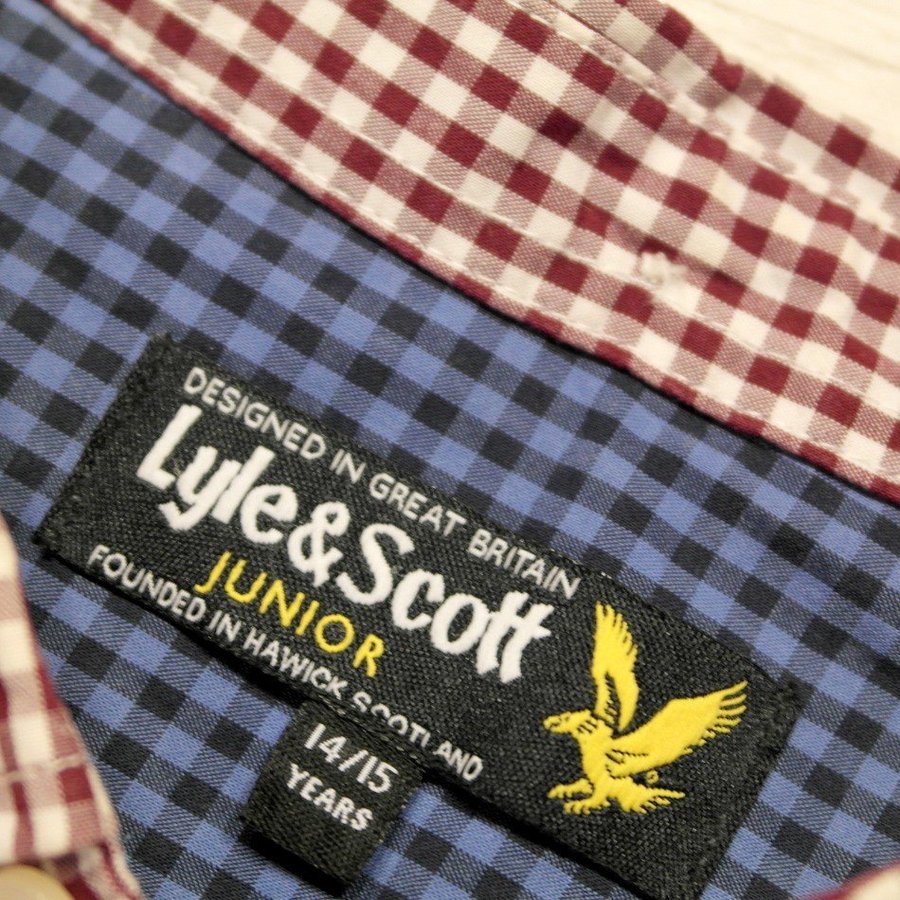 DESIGNED IN GREAT BRITAIN
Lyle&Scott
JUNIOR
FOUNDED IN HAWICK SCOTLAND
14/15
YEARS